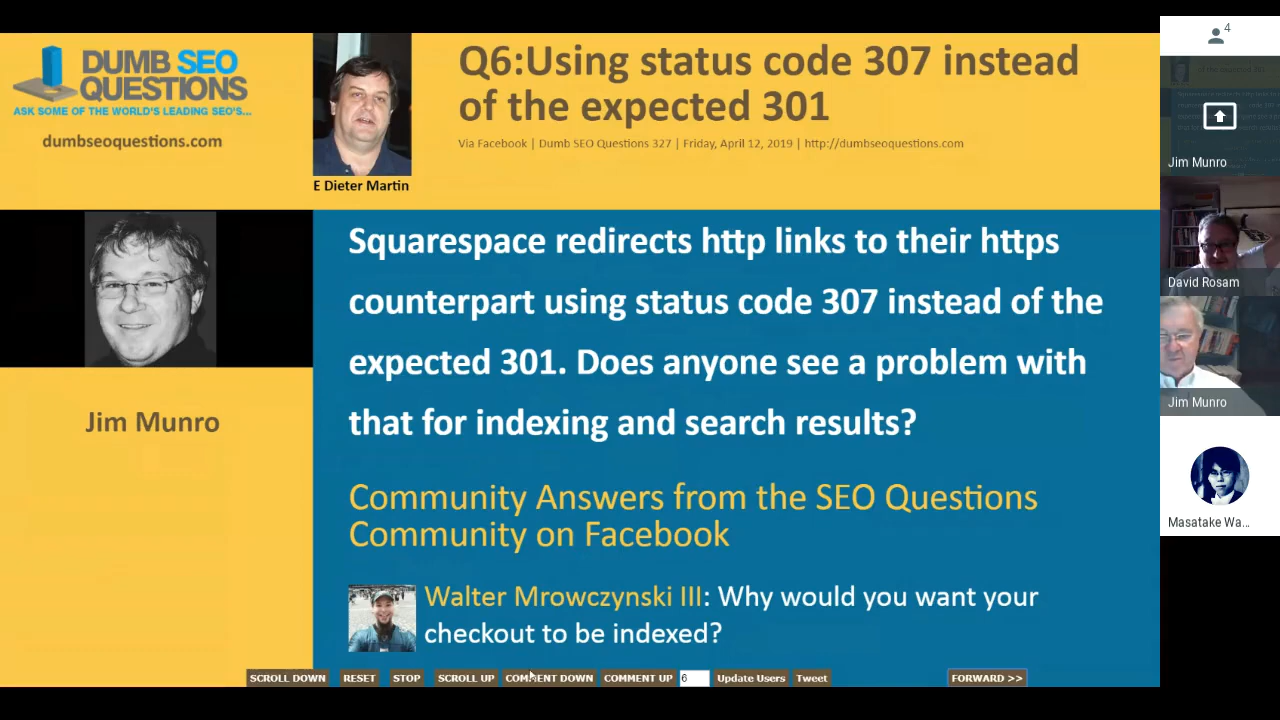 DUMB SEO
QUESTIONS
ASK SOME OF THE WORLD'S LEADING SEO'S...
dumbseoquestions.com
E Dieter Martin
Q6:Using status code 307 instead
of the expected 301
Via Facebook | Dumb SEO Questions 327 | Friday, April 12, 2019 | http://dumbseoquestions.com
Jim Munro
Squarespace redirects http links to their https
counterpart using status code 307 instead of the
expected 301. Does anyone see a problem with
that for indexing and search results?
Community Answers from the SEO Questions
Community on Facebook
Walter Mrowczynski III: Why would you want your
checkout to be indexed?
SCROLL DOWN RESET STOP SCROLL UP COMMENT DOWN COMMENT UP 6 Update Users Tweet FORWARD >>
4
Jim Munro
David Rosam
Jim Munro
Masatake Wa...